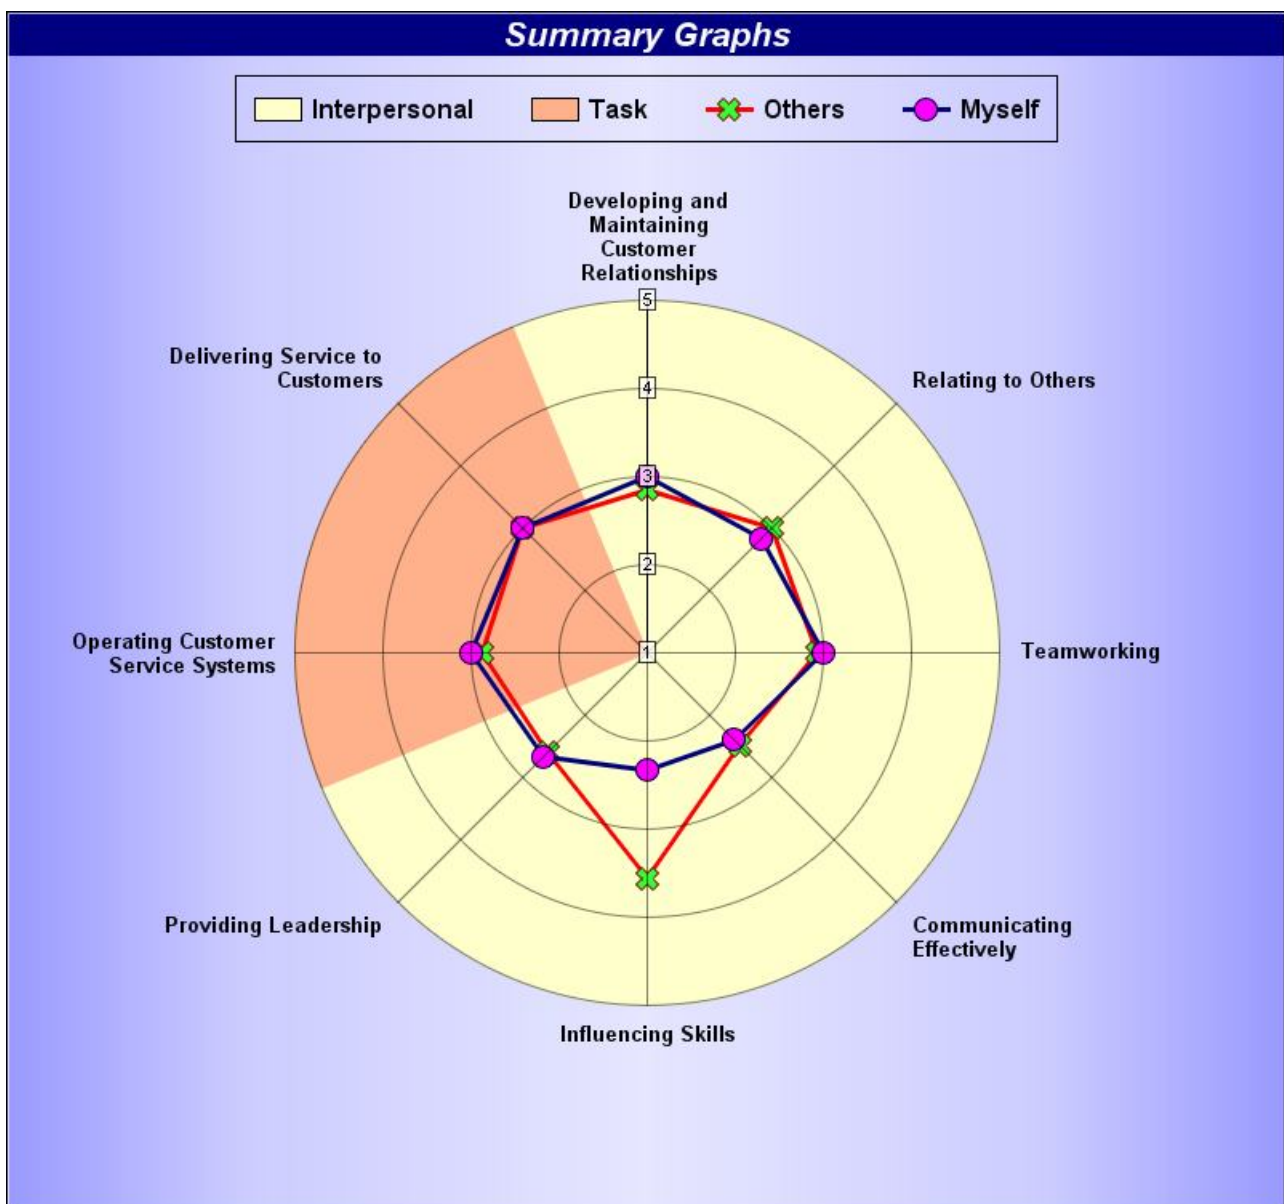 Summary Graphs
Interpersonal Task Others Myself
Developing and
Maintaining
Customer
Relationships
5
Delivering Service to
Customers
Relating to Others
4
3
2
Operating Customer
Service Systems
1
Teamworking
Providing Leadership
Communicating
Effectively
Influencing Skills